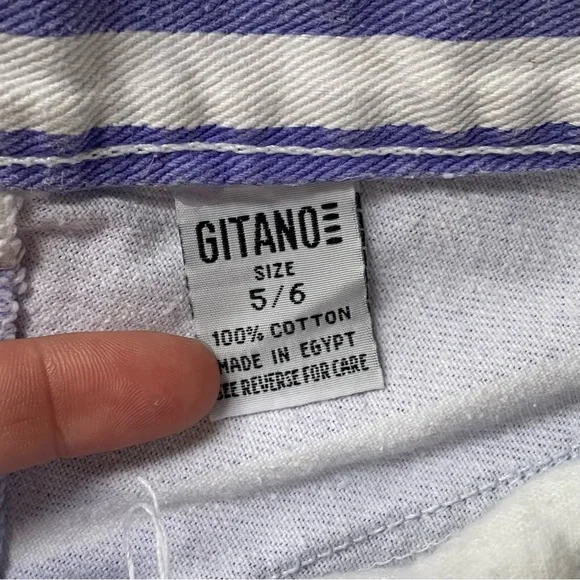 GITANO
SIZE
5/6
100% COTTON
MADE IN EGYPT
SEE REVERSE FOR CARE